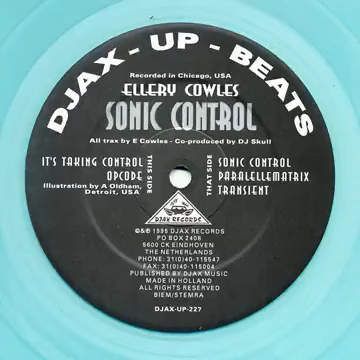 DJAX - UP - BEATS
Recorded in Chicago, USA
ELLERY COWLES
SONIC CONTROL
All trax by E Cowles - Co-produced by DJ Skull
IT'S TAKING CONTROL
OPCODE
Illustration by A Oldham,
Detroit, USA
THIS SIDE
THAT SIDE
SONIC CONTROL
PARALLELEMATRIX
TRANSIENT
DJAX RECORDS
©&℗ 1995 DJAX RECORDS
PO BOX 2408
5600 CK EINDHOVEN
THE NETHERLANDS
PHONE: 31(0)40-115547
FAX: 31(0)40-115004
PUBLISHED BY DJAX MUSIC
MADE IN HOLLAND
ALL RIGHTS RESERVED
BIEM/STEMRA
DJAX-UP-227